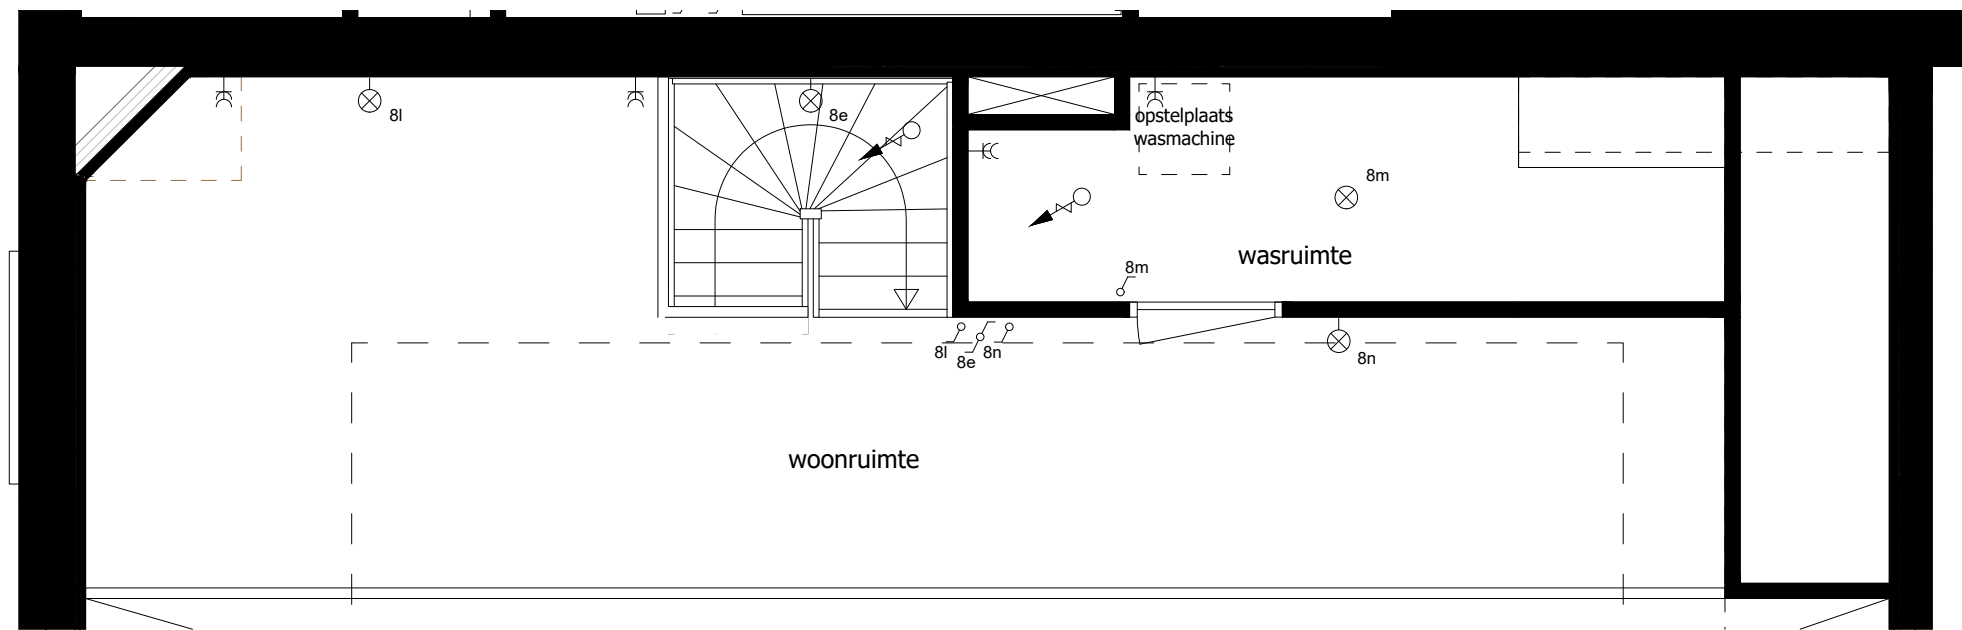 8l
8e
opstelplaats
wasmachine
8m
wasruimte
8m
8l
8e
8n
8n
woonruimte